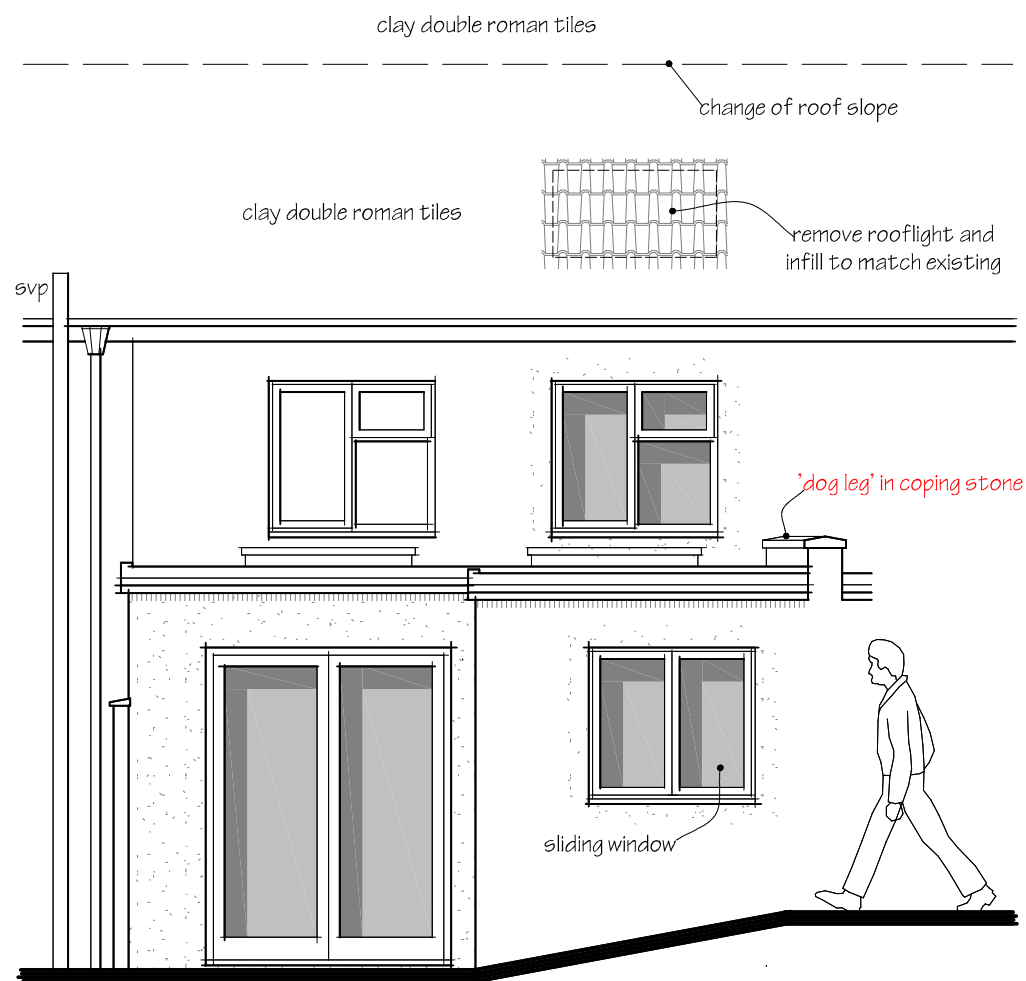 clay double roman tiles
change of roof slope
clay double roman tiles
remove rooflight and
infill to match existing
svp
'dog leg' in coping stone
sliding window